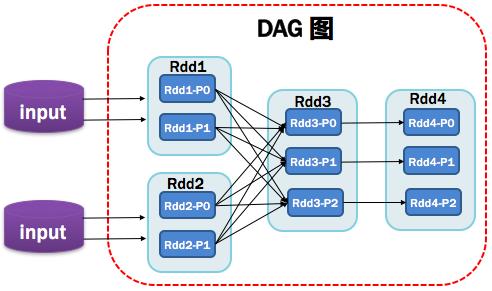 DAG 图
input
input
Rdd1
Rdd1-P0
Rdd1-P1
Rdd2
Rdd2-P0
Rdd2-P1
Rdd3
Rdd3-P0
Rdd3-P1
Rdd3-P2
Rdd4
Rdd4-P0
Rdd4-P1
Rdd4-P2